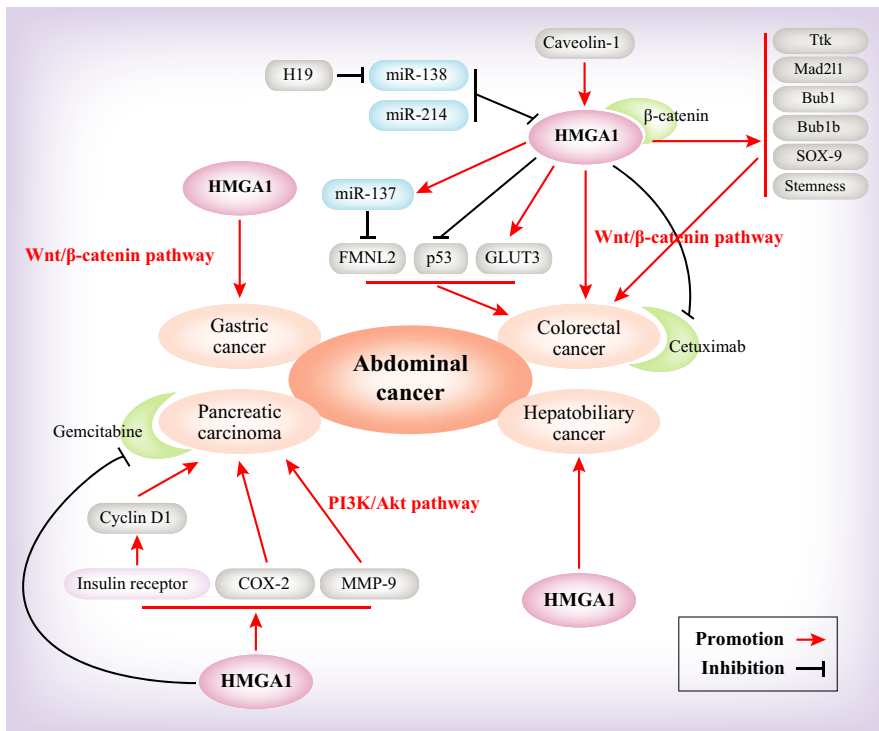 Caveolin-1
Ttk
Mad2l1
Bub1
Bub1b
SOX-9
Stemness
H19
miR-138
miR-214
HMGA1
β-catenin
HMGA1
miR-137
FMNL2
p53
GLUT3
Wnt/β-catenin pathway
Wnt/β-catenin pathway
Gastric
cancer
Colorectal
cancer
Cetuximab
Abdominal
cancer
Pancreatic
carcinoma
Hepatobiliary
cancer
Gemcitabine
PI3K/Akt pathway
Cyclin D1
Insulin receptor
COX-2
MMP-9
HMGA1
HMGA1
Promotion
Inhibition